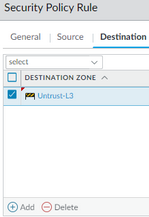 Security Policy Rule
General Source Destination
select
DESTINATION ZONE
Untrust-L3
Add Delete